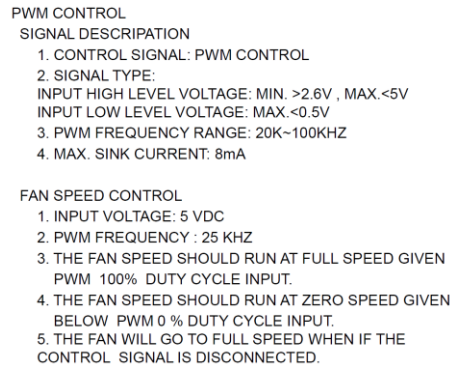 PWM CONTROL
SIGNAL DESCRIPATION
1. CONTROL SIGNAL: PWM CONTROL
2. SIGNAL TYPE:
INPUT HIGH LEVEL VOLTAGE: MIN. >2.6V , MAX.<5V
INPUT LOW LEVEL VOLTAGE: MAX.<0.5V
3. PWM FREQUENCY RANGE: 20K~100KHZ
4. MAX. SINK CURRENT: 8mA
FAN SPEED CONTROL
1. INPUT VOLTAGE: 5 VDC
2. PWM FREQUENCY : 25 KHZ
3. THE FAN SPEED SHOULD RUN AT FULL SPEED GIVEN
PWM 100% DUTY CYCLE INPUT.
4. THE FAN SPEED SHOULD RUN AT ZERO SPEED GIVEN
BELOW PWM 0 % DUTY CYCLE INPUT.
5. THE FAN WILL GO TO FULL SPEED WHEN IF THE
CONTROL SIGNAL IS DISCONNECTED.